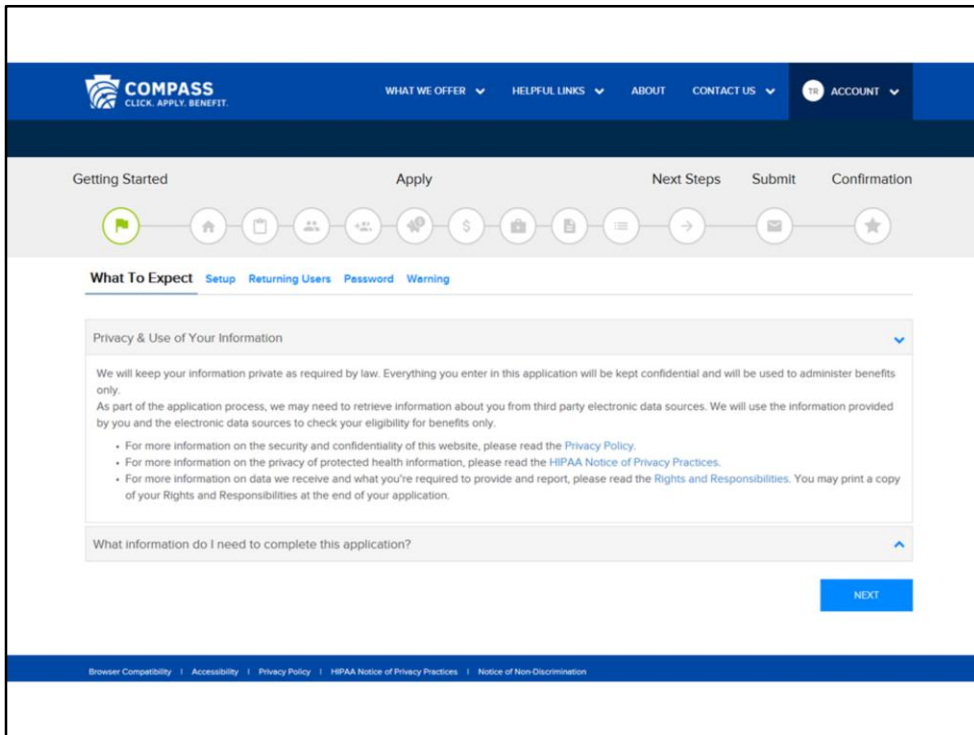 COMPASS
CLICK. APPLY. BENEFIT.
WHAT WE OFFER
HELPFUL LINKS
ABOUT
CONTACT US
TR
ACCOUNT
Getting Started
Apply
Next Steps
Submit
Confirmation
$
What To Expect
Setup
Returning Users
Password
Warning
Privacy & Use of Your Information
We will keep your information private as required by law. Everything you enter in this application will be kept confidential and will be used to administer benefits
only.
As part of the application process, we may need to retrieve information about you from third party electronic data sources. We will use the information provided
by you and the electronic data sources to check your eligibility for benefits only.
• For more information on the security and confidentiality of this website, please read the Privacy Policy.
• For more information on the privacy of protected health information, please read the HIPAA Notice of Privacy Practices.
• For more information on data we receive and what you're required to provide and report, please read the Rights and Responsibilities. You may print a copy
of your Rights and Responsibilities at the end of your application.
What information do I need to complete this application?
NEXT
Browser Compatibility | Accessibility | Privacy Policy | HIPAA Notice of Privacy Practices | Notice of Non-Discrimination